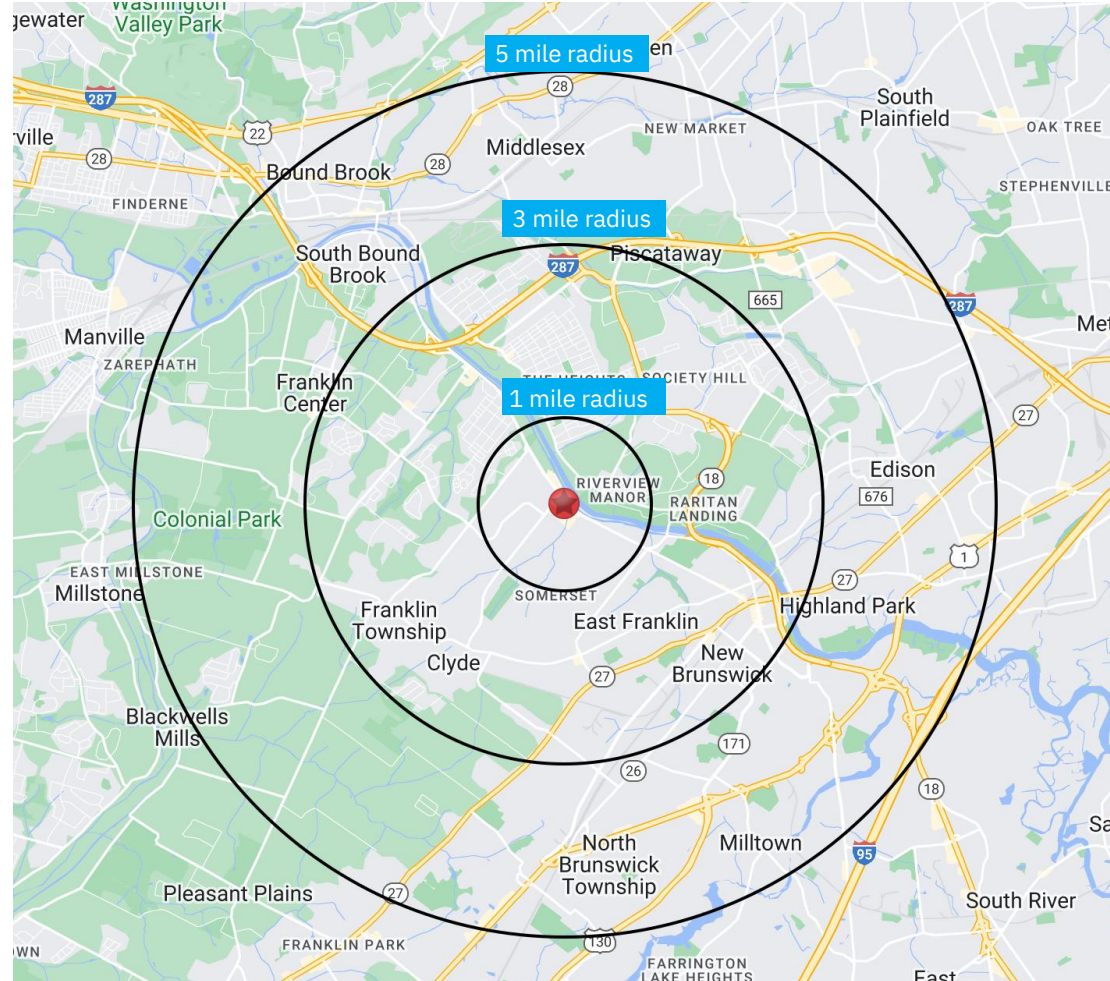 Washington
Valley Park
gewater
5 mile radius
en
28
287
South
Plainfield
22
NEW MARKET
OAK TREE
rville
28
Middlesex
28
Bound Brook
STEPHENVILLE
FINDERNE
3 mile radius
South Bound
Brook
Piscataway
287
665
287
Manville
Met
ZAREPHATH
THE HEIGHTS
SOCIETY HILL
Franklin
Center
1 mile radius
27
Edison
18
RIVERVIEW
MANOR
676
RARITAN
LANDING
Colonial Park
1
EAST MILLSTONE
Millstone
27
SOMERSET
Highland Park
Franklin
Township
East Franklin
Clyde
New
Brunswick
27
Blackwells
Mills
171
26
18
North
Brunswick
Township
Milltown
95
Sa
Pleasant Plains
27
South River
FRANKLIN PARK
130
OWN
FARRINGTON
LAKE HEIGHTS
East